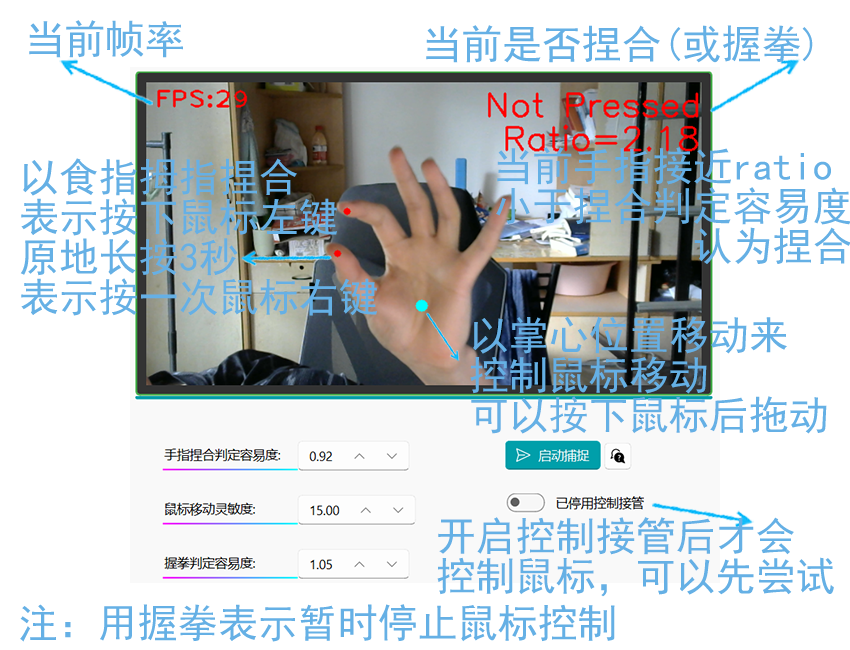 当前帧率
当前是否捏合(或握拳)
FPS:29
Not Pressed
Ratio=2.18
以食指拇指捏合
表示按下鼠标左键
原地长按3秒
表示按一次鼠标右键
当前手指接近ratio
小于捏合判定容易度
认为捏合
以掌心位置移动来
控制鼠标移动
可以按下鼠标后拖动
手指捏合判定容易度:
0.92
启动捕捉
鼠标移动灵敏度:
15.00
已停用控制接管
开启控制接管后才会
控制鼠标，可以先尝试
握拳判定容易度:
1.05
注：用握拳表示暂时停止鼠标控制